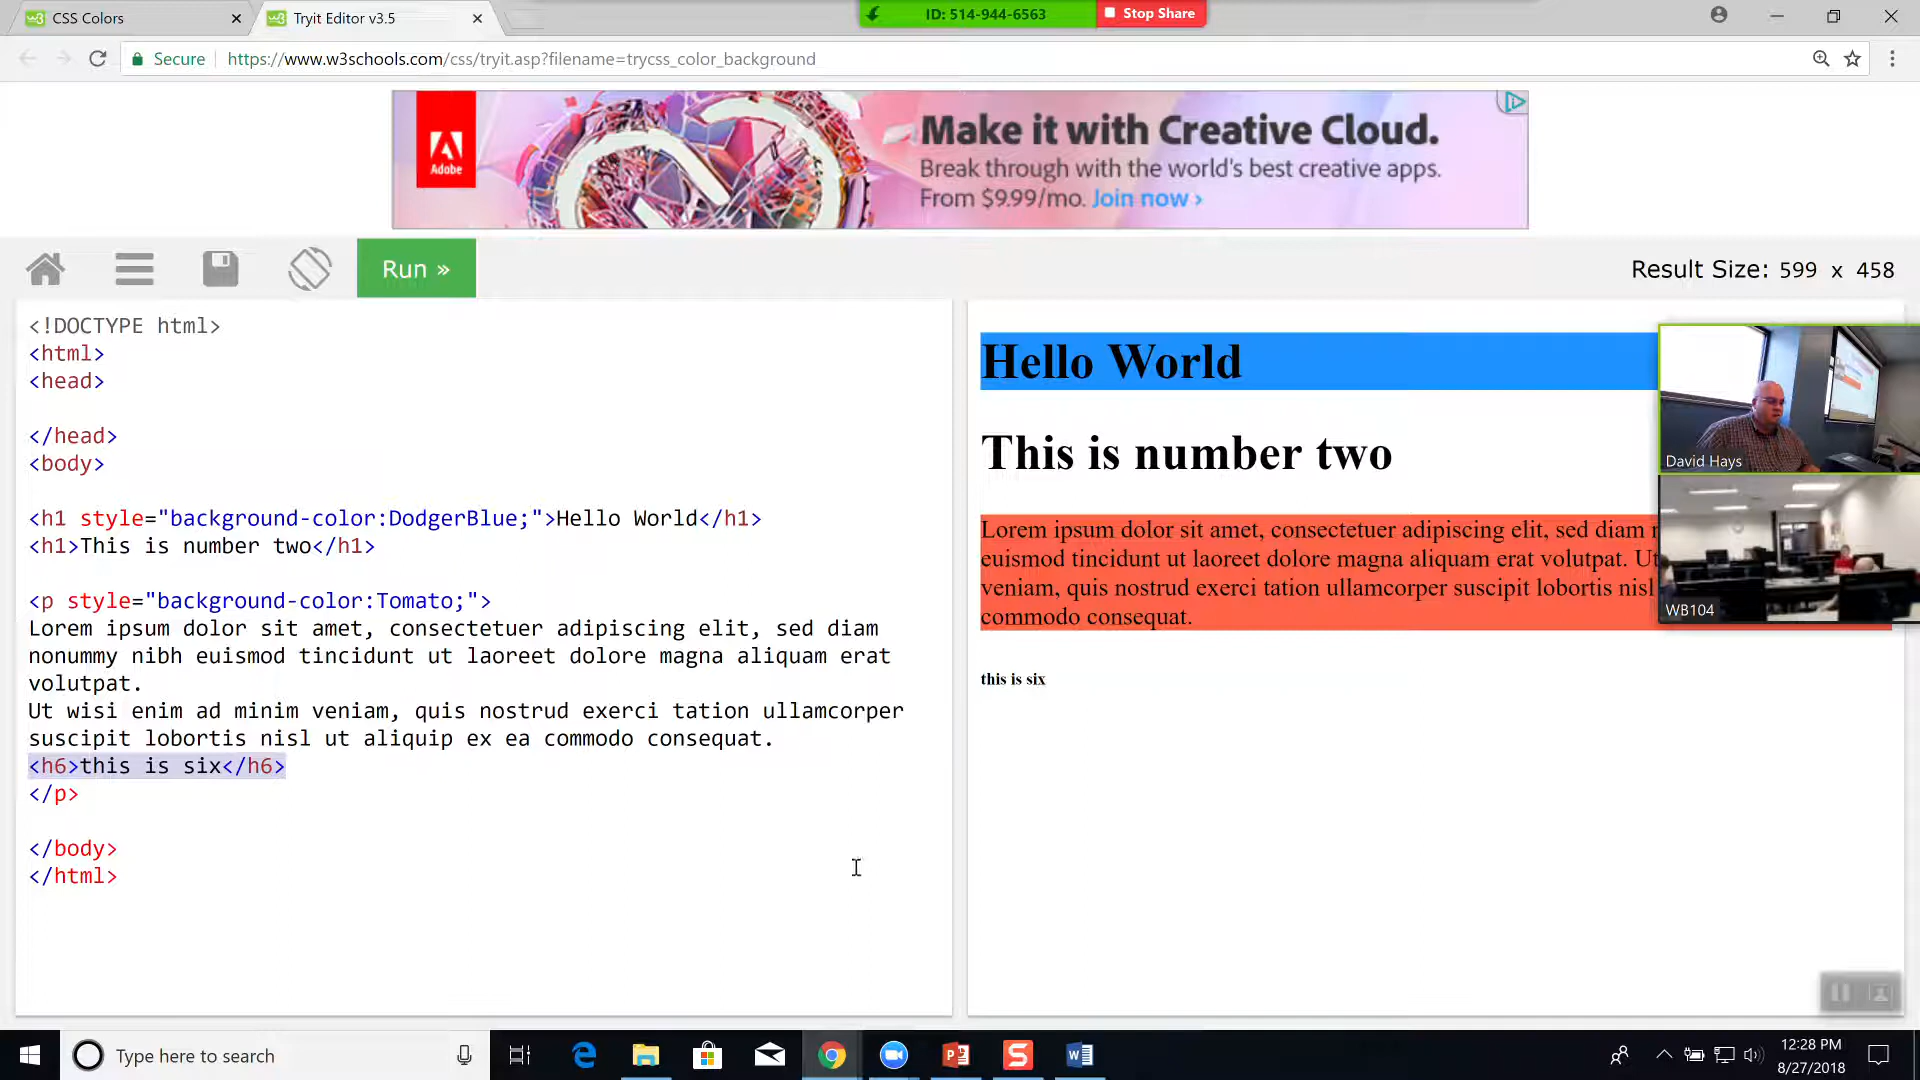 CSS Colors
Tryit Editor v3.5
ID: 514-944-6563
Stop Share
Secure
https://www.w3schools.com/css/tryit.asp?filename=trycss_color_background
Adobe
Make it with Creative Cloud.
Break through with the world's best creative apps.
From $9.99/mo. Join now ›
Run »
Result Size: 599 x 458
<!DOCTYPE html>
<html>
<head>
</head>
<body>
<h1 style="background-color:DodgerBlue;">Hello World</h1>
<h1>This is number two</h1>
<p style="background-color:Tomato;">
Lorem ipsum dolor sit amet, consectetuer adipiscing elit, sed diam
nonummy nibh euismod tincidunt ut laoreet dolore magna aliquam erat
volutpat.
Ut wisi enim ad minim veniam, quis nostrud exerci tation ullamcorper
suscipit lobortis nisl ut aliquip ex ea commodo consequat.
<h6>this is six</h6>
</p>
</body>
</html>
Hello World
This is number two
Lorem ipsum dolor sit amet, consectetuer adipiscing elit, sed diam
euismod tincidunt ut laoreet dolore magna aliquam erat volutpat. Ut
veniam, quis nostrud exerci tation ullamcorper suscipit lobortis nisl
commodo consequat.
this is six
David Hays
WB104
Type here to search
12:28 PM
8/27/2018